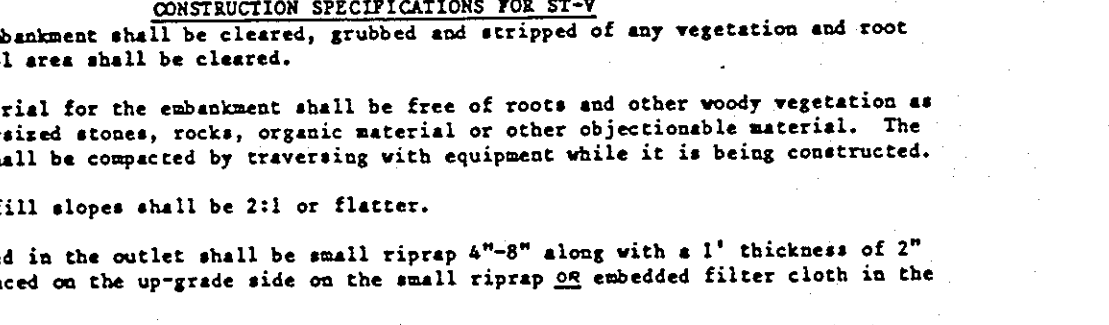 CONSTRUCTION SPECIFICATIONS FOR ST-V
bankment shall be cleared, grubbed and stripped of any vegetation and root
l area shall be cleared.
rial for the embankment shall be free of roots and other woody vegetation as
rsized stones, rocks, organic material or other objectionable material. The
hall be compacted by traversing with equipment while it is being constructed.
fill slopes shall be 2:1 or flatter.
d in the outlet shall be small riprap 4"-8" along with a 1' thickness of 2"
aced on the up-grade side on the small riprap OR embedded filter cloth in the